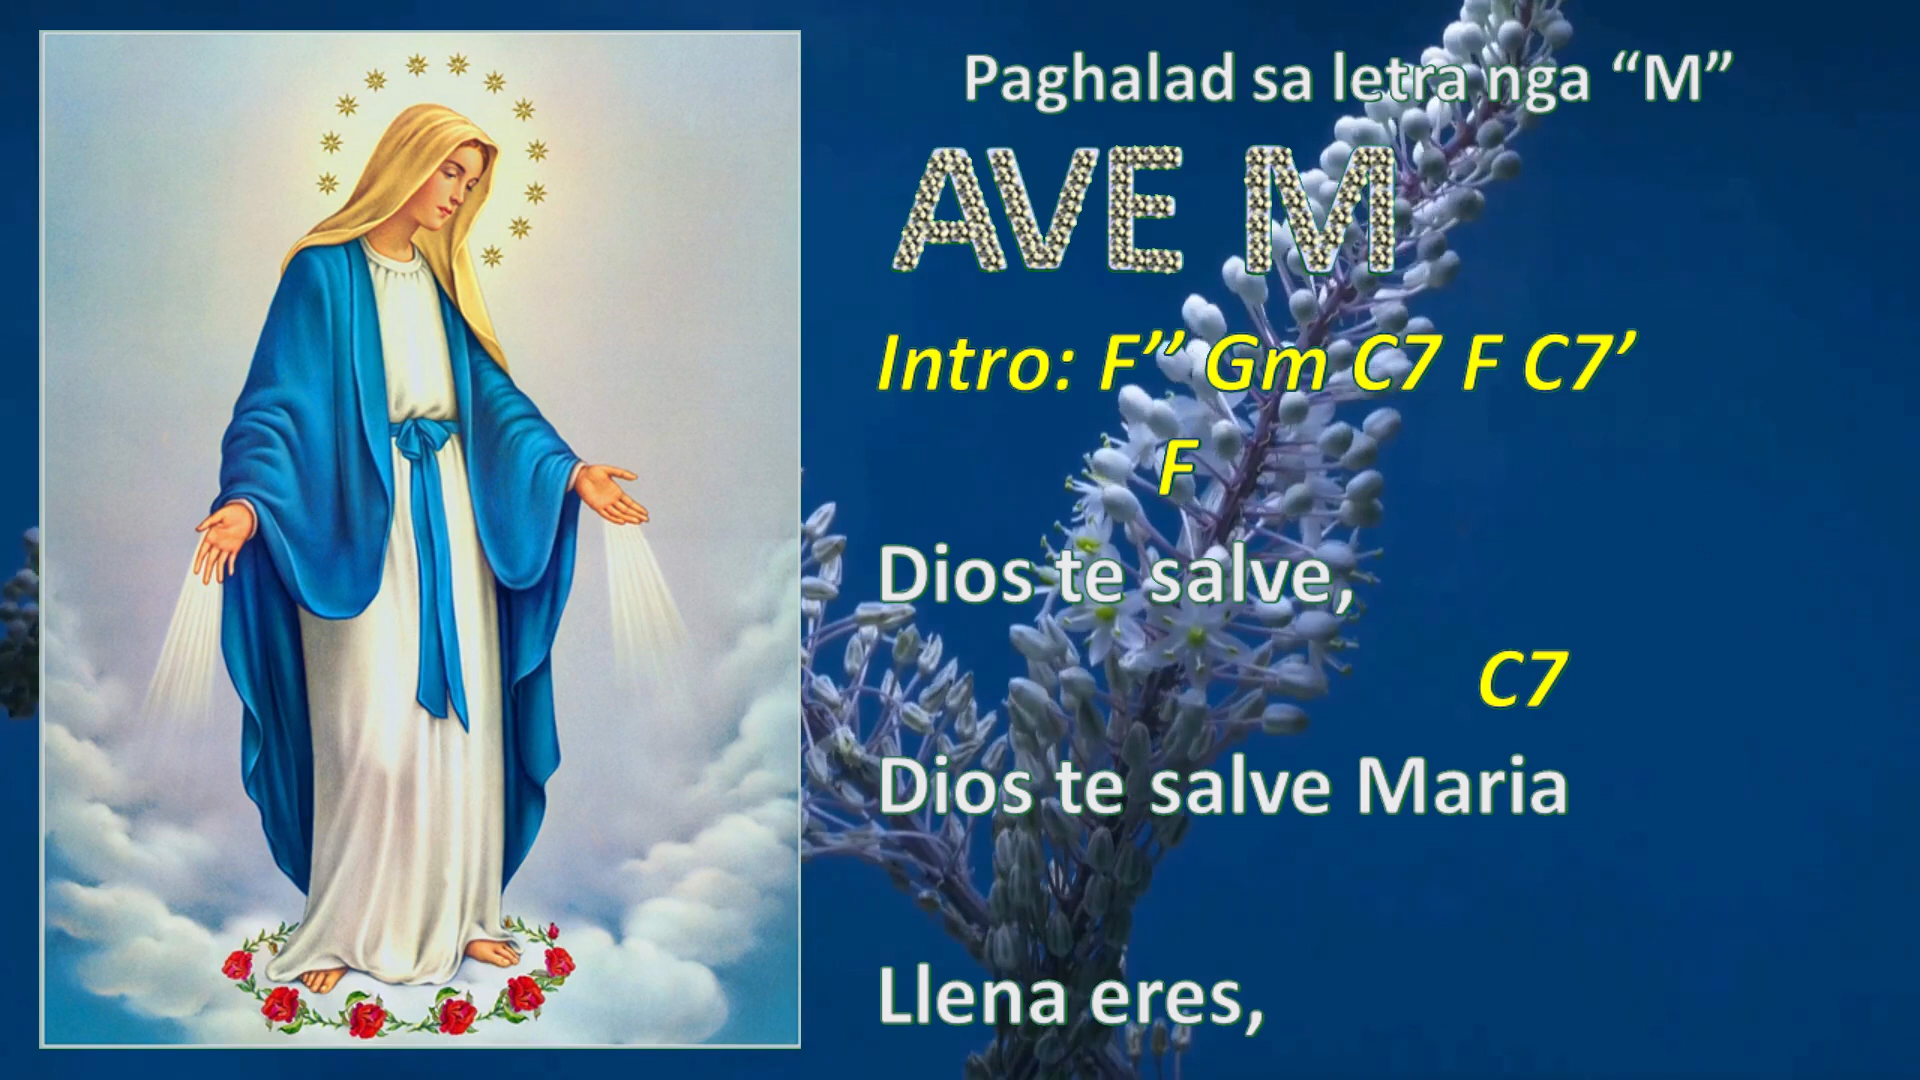 Paghalad sa letra nga “M”
AVE M
Intro: F’’ Gm C7 F C7’
F
Dios te salve,
C7
Dios te salve Maria
Llena eres,